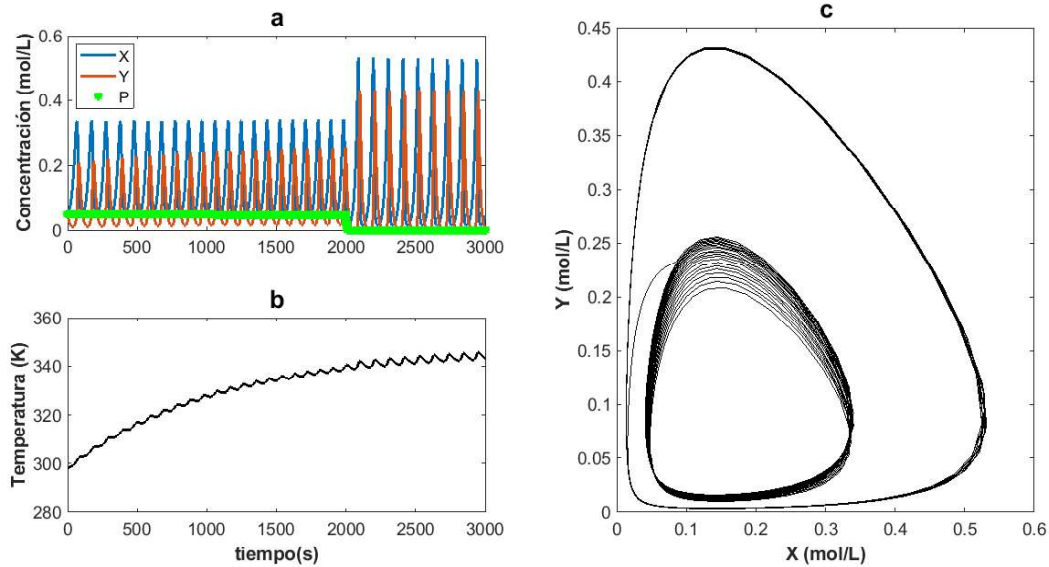 a
Concentración (mol/L)
0.6
0.4
0.2
0
X
Y
P
0 500 1000 1500 2000 2500 3000
b
Temperatura (K)
360
340
320
300
280
0 500 1000 1500 2000 2500 3000
tiempo(s)
c
Y (mol/L)
0.45
0.4
0.35
0.3
0.25
0.2
0.15
0.1
0.05
0
0 0.1 0.2 0.3 0.4 0.5 0.6
X (mol/L)